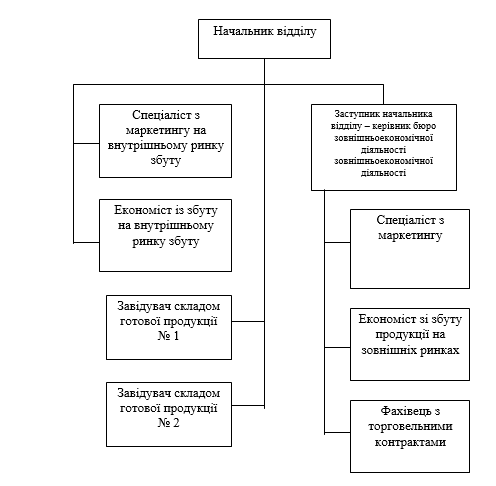 Начальник відділу
Спеціаліст з
маркетингу на
внутрішньому ринку
збуту
Економіст із збуту
на внутрішньому
ринку збуту
Завідувач складом
готової продукції
№ 1
Завідувач складом
готової продукції
№ 2
Заступник начальника
відділу – керівник бюро
зовнішньоекономічної
діяльності
зовнішньоекономічної
діяльності
Спеціаліст з
маркетингу
Економіст зі збуту
продукції на
зовнішніх ринках
Фахівець з
торговельними
контрактами